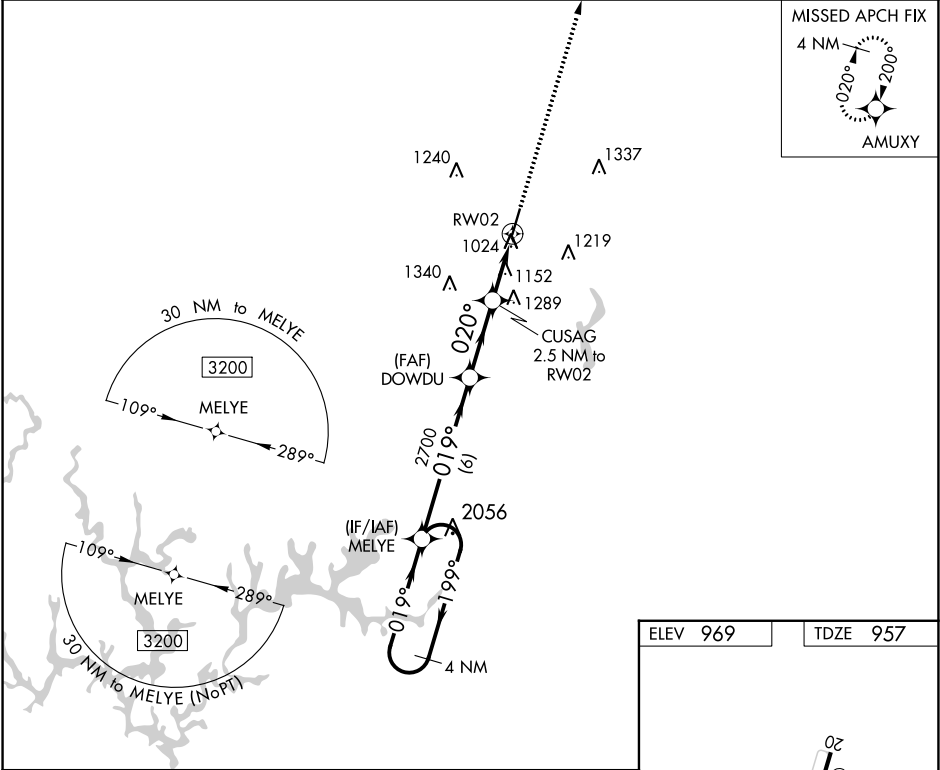 MISSED APCH FIX
4 NM
020°
200°
AMUXY
1240
1337
RW02
1024
1219
1340
1152
1289
020°
CUSAG
2.5 NM to
RW02
(FAF)
DOWDU
30 NM to MELYE
3200
MELYE
109°
289°
2700
019°
(6)
2056
(IF/IAF)
MELYE
019°
199°
4 NM
109°
289°
MELYE
3200
30 NM to MELYE (NoPT)
ELEV 969
TDZE 957
20